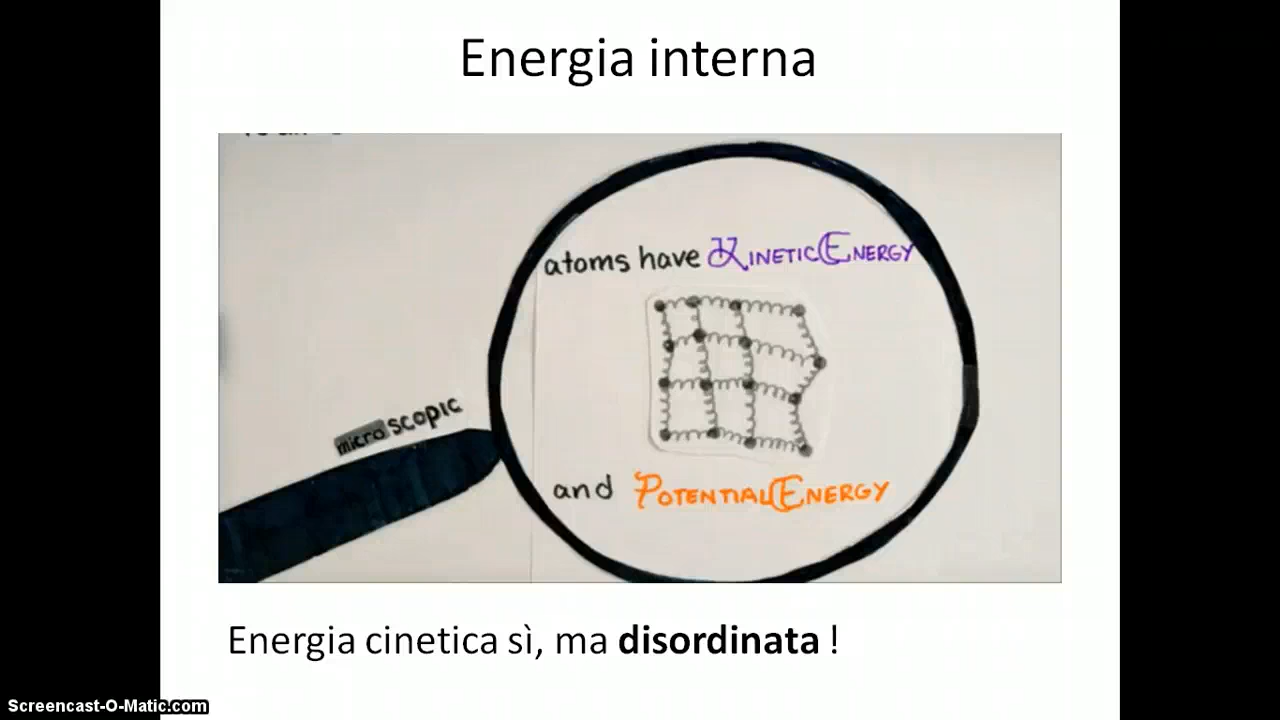 Energia interna
atoms have Kinetic Energy
microscopic
and Potential Energy
Energia cinetica sì, ma disordinata !
Screencast-O-Matic.com